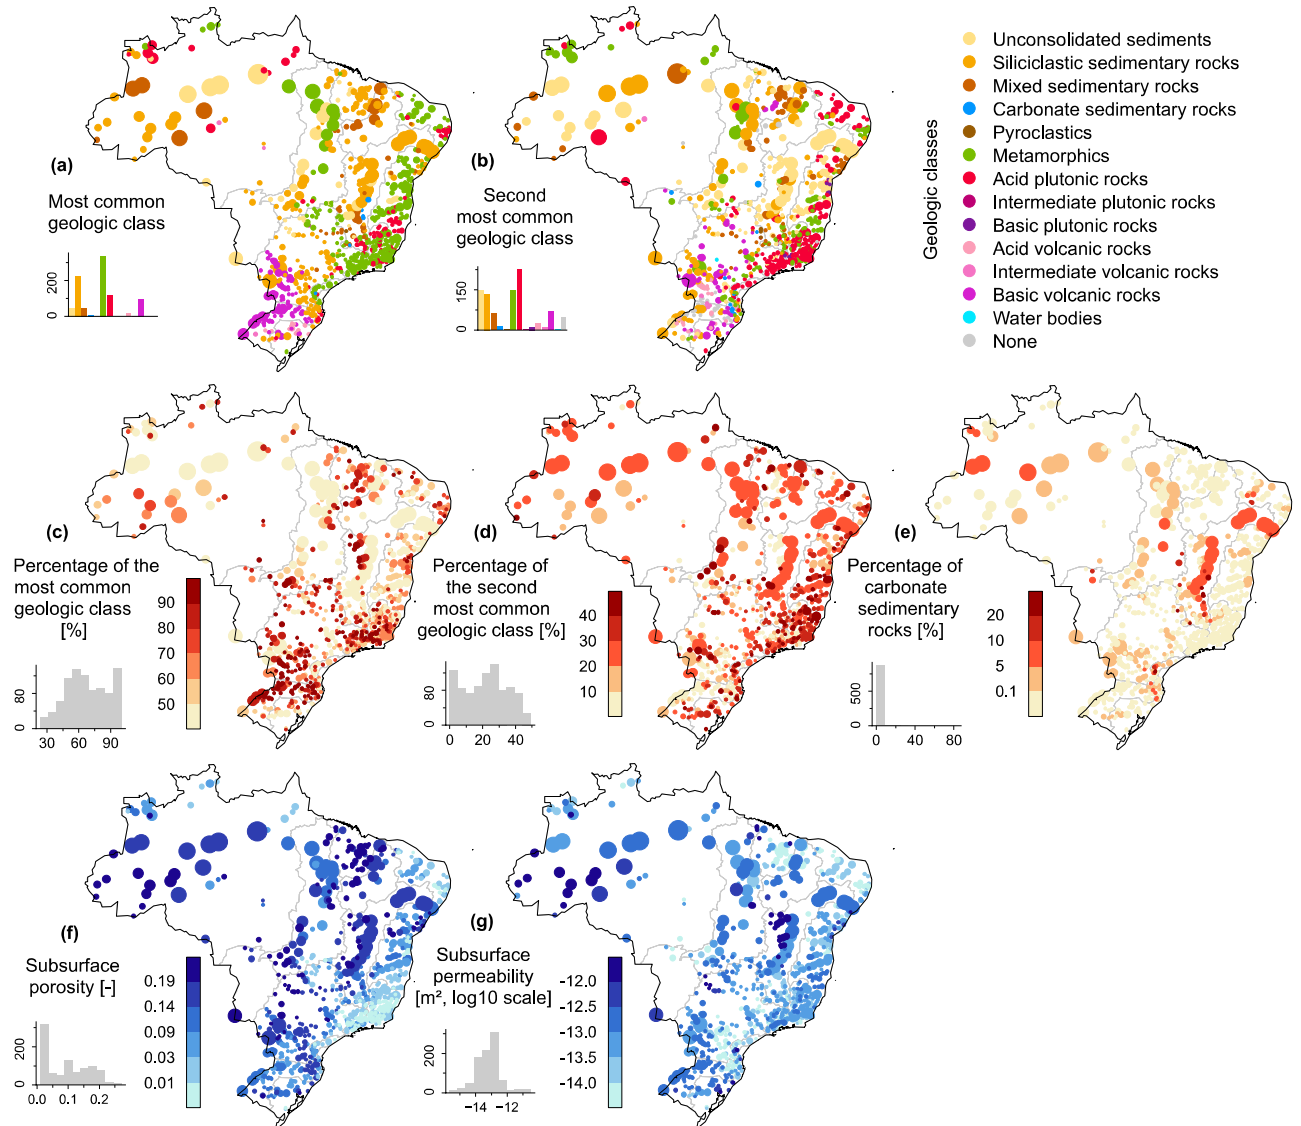 (a)
Most common
geologic class
200
0
(b)
Second
most common
geologic class
150
0
Geologic classes
Unconsolidated sediments
Siliciclastic sedimentary rocks
Mixed sedimentary rocks
Carbonate sedimentary rocks
Pyroclastics
Metamorphics
Acid plutonic rocks
Intermediate plutonic rocks
Basic plutonic rocks
Acid volcanic rocks
Intermediate volcanic rocks
Basic volcanic rocks
Water bodies
None
(c)
Percentage of the
most common
geologic class
[%]
90
80
70
60
50
80
0
30 60 90
(d)
Percentage of
the second
most common
geologic class [%]
40
30
20
10
80
0
0 20 40
(e)
Percentage of
carbonate
sedimentary
rocks [%]
20
10
5
0.1
500
0
0 40 80
(f)
Subsurface
porosity [-]
0.19
0.14
0.09
0.03
0.01
200
0
0.0 0.1 0.2
(g)
Subsurface
permeability
[m², log10 scale]
-12.0
-12.5
-13.0
-13.5
-14.0
200
0
−14 −12